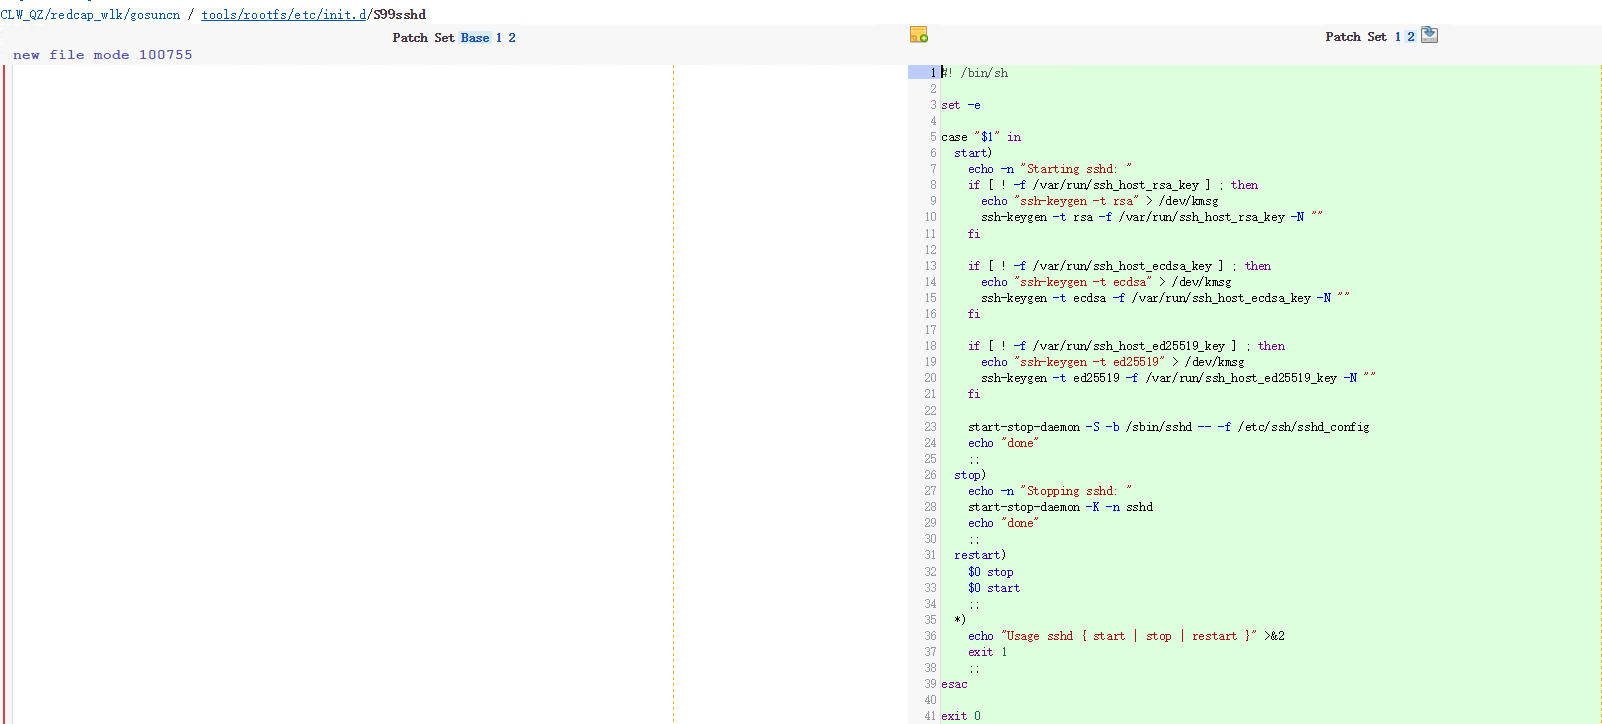 CLW_QZ/redcap_wlk/gosuncn / tools/rootfs/etc/init.d/S99sshd
Patch Set Base 1 2
Patch Set 1 2
new file mode 100755
1 #! /bin/sh
2
3 set -e
4
5 case "$1" in
6 start)
7 echo -n "Starting sshd: "
8 if [ ! -f /var/run/ssh_host_rsa_key ] ; then
9 echo "ssh-keygen -t rsa" > /dev/kmsg
10 ssh-keygen -t rsa -f /var/run/ssh_host_rsa_key -N ""
11 fi
12
13 if [ ! -f /var/run/ssh_host_ecdsa_key ] ; then
14 echo "ssh-keygen -t ecdsa" > /dev/kmsg
15 ssh-keygen -t ecdsa -f /var/run/ssh_host_ecdsa_key -N ""
16 fi
17
18 if [ ! -f /var/run/ssh_host_ed25519_key ] ; then
19 echo "ssh-keygen -t ed25519" > /dev/kmsg
20 ssh-keygen -t ed25519 -f /var/run/ssh_host_ed25519_key -N ""
21 fi
22
23 start-stop-daemon -S -b /sbin/sshd -- -f /etc/ssh/sshd_config
24 echo "done"
25 ;;
26 stop)
27 echo -n "Stopping sshd: "
28 start-stop-daemon -K -n sshd
29 echo "done"
30 ;;
31 restart)
32 $0 stop
33 $0 start
34 ;;
35 *)
36 echo "Usage sshd { start | stop | restart }" >&2
37 exit 1
38 ;;
39 esac
40
41 exit 0